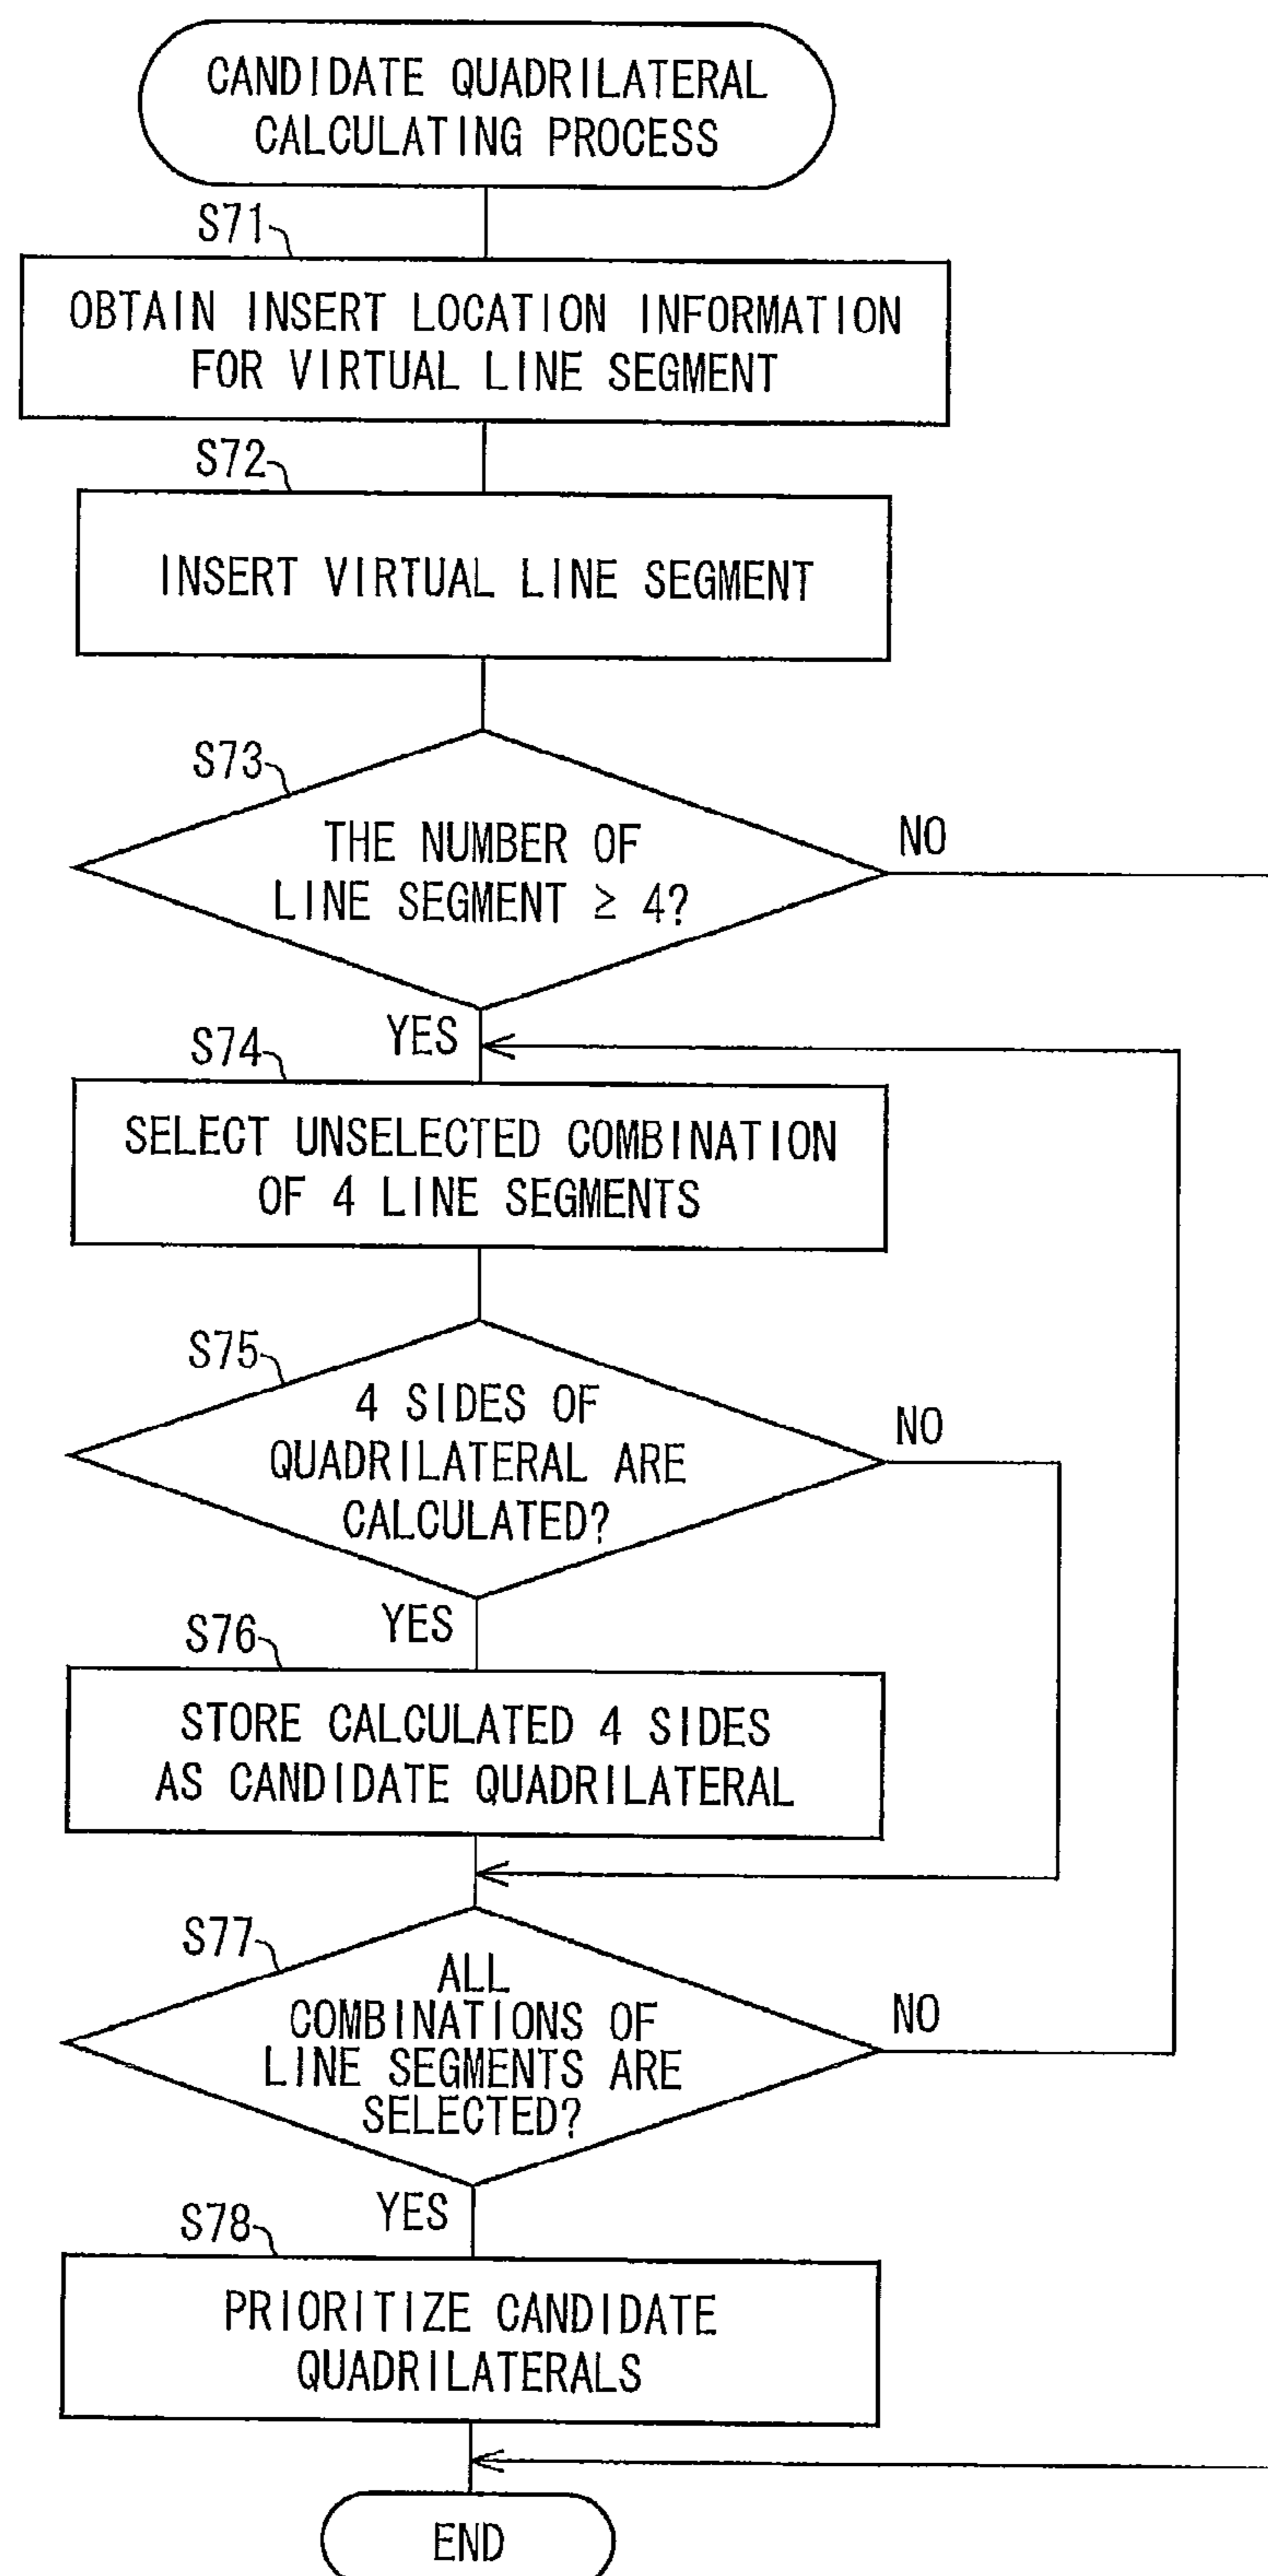 CANDIDATE QUADRILATERAL
CALCULATING PROCESS
S71
OBTAIN INSERT LOCATION INFORMATION
FOR VIRTUAL LINE SEGMENT
S72
INSERT VIRTUAL LINE SEGMENT
S73
THE NUMBER OF
LINE SEGMENT ≥ 4?
NO
YES
S74
SELECT UNSELECTED COMBINATION
OF 4 LINE SEGMENTS
S75
4 SIDES OF
QUADRILATERAL ARE
CALCULATED?
NO
YES
S76
STORE CALCULATED 4 SIDES
AS CANDIDATE QUADRILATERAL
S77
ALL
COMBINATIONS OF
LINE SEGMENTS ARE
SELECTED?
NO
YES
S78
PRIORITIZE CANDIDATE
QUADRILATERALS
END